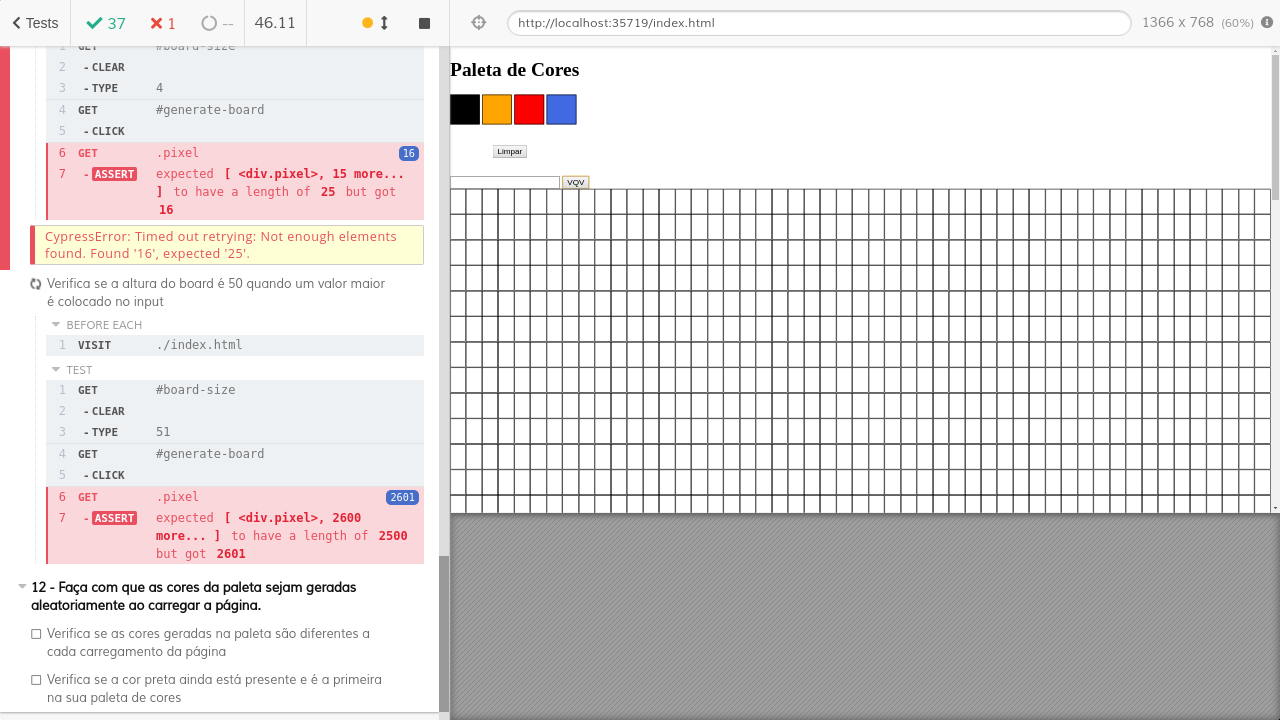 Tests 37 1 -- 46.11
http://localhost:35719/index.html 1366 x 768 (60%)
1 GET #board-size
2 - CLEAR
3 - TYPE 4
4 GET #generate-board
5 - CLICK
6 GET .pixel 16
7 - ASSERT expected [ <div.pixel>, 15 more...
] to have a length of 25 but got
16
CypressError: Timed out retrying: Not enough elements
found. Found '16', expected '25'.
Verifica se a altura do board é 50 quando um valor maior
é colocado no input
BEFORE EACH
1 VISIT ./index.html
TEST
1 GET #board-size
2 - CLEAR
3 - TYPE 51
4 GET #generate-board
5 - CLICK
6 GET .pixel 2601
7 - ASSERT expected [ <div.pixel>, 2600
more... ] to have a length of 2500
but got 2601
12 - Faça com que as cores da paleta sejam geradas
aleatoriamente ao carregar a página.
Verifica se as cores geradas na paleta são diferentes a
cada carregamento da página
Verifica se a cor preta ainda está presente e é a primeira
na sua paleta de cores
Paleta de Cores
Limpar
VQV